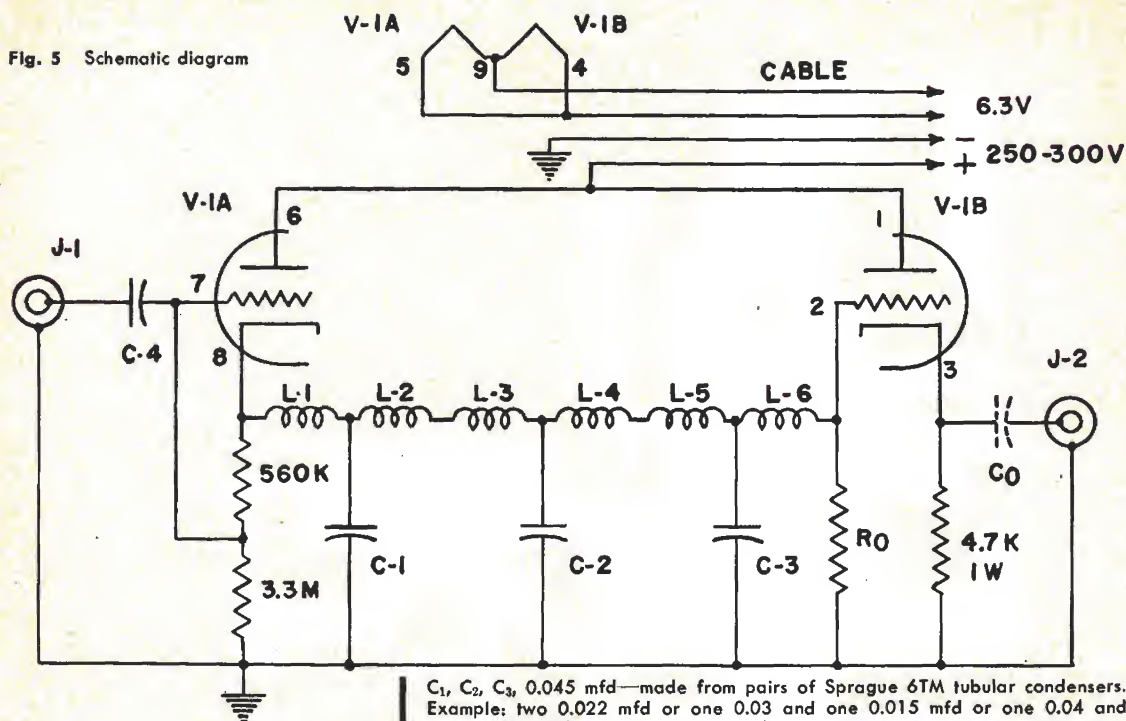 V-1A V-1B
Fig. 5 Schematic diagram
5 9 4
CABLE
6.3V
−
+ 250-300V
V-1A
6
1
V-1B
J-1
7
2
C-4
8
3
J-2
L-1 L-2 L-3 L-4 L-5 L-6
560K
CO
C-1 C-2 C-3
RO
4.7K
1W
3.3M
C₁, C₂, C₃, 0.045 mfd—made from pairs of Sprague 6TM tubular condensers.
Example: two 0.022 mfd or one 0.03 and one 0.015 mfd or one 0.04 and